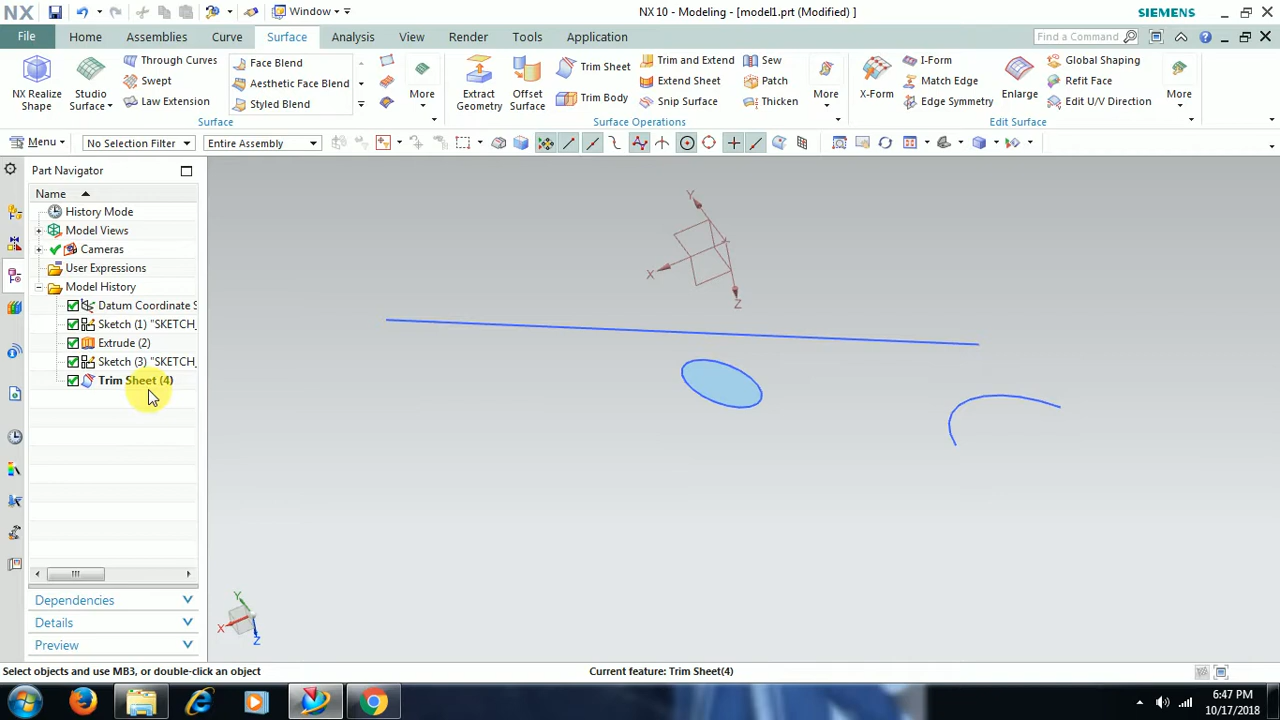 NX
Window
NX 10 - Modeling - [model1.prt (Modified) ]
SIEMENS
File
Home
Assemblies
Curve
Surface
Analysis
View
Render
Tools
Application
Find a Command
NX Realize Shape
Studio Surface
Through Curves
Swept
Law Extension
Face Blend
Aesthetic Face Blend
Styled Blend
More
Surface
Extract Geometry
Offset Surface
Trim Sheet
Trim Body
Trim and Extend
Extend Sheet
Snip Surface
Sew
Patch
Thicken
More
Surface Operations
X-Form
I-Form
Match Edge
Edge Symmetry
Enlarge
Global Shaping
Refit Face
Edit U/V Direction
More
Edit Surface
Menu
No Selection Filter
Entire Assembly
Part Navigator
Name
History Mode
Model Views
Cameras
User Expressions
Model History
Datum Coordinate S
Sketch (1) "SKETCH_
Extrude (2)
Sketch (3) "SKETCH_
Trim Sheet (4)
Y
X
Z
Y
X
Z
Dependencies
Details
Preview
Select objects and use MB3, or double-click an object
Current feature: Trim Sheet(4)
6:47 PM
10/17/2018